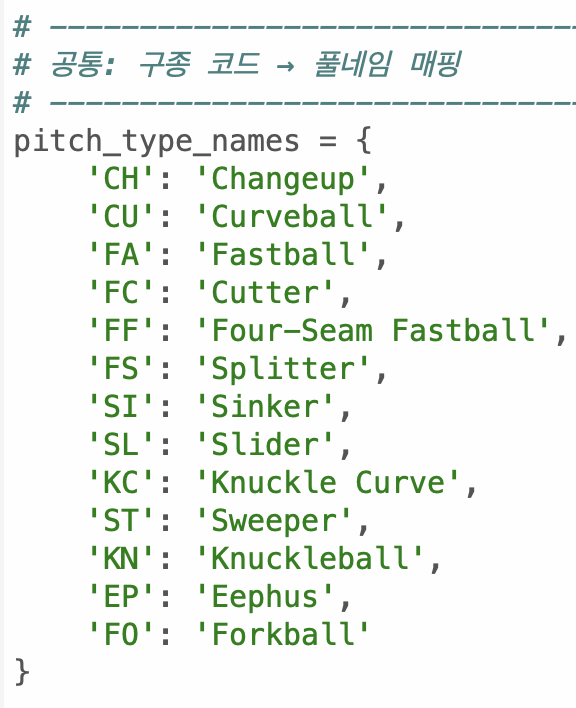 # ------------------------------
# 공통: 구종 코드 → 풀네임 매핑
# ------------------------------
pitch_type_names = {
    'CH': 'Changeup',
    'CU': 'Curveball',
    'FA': 'Fastball',
    'FC': 'Cutter',
    'FF': 'Four-Seam Fastball',
    'FS': 'Splitter',
    'SI': 'Sinker',
    'SL': 'Slider',
    'KC': 'Knuckle Curve',
    'ST': 'Sweeper',
    'KN': 'Knuckleball',
    'EP': 'Eephus',
    'FO': 'Forkball'
}